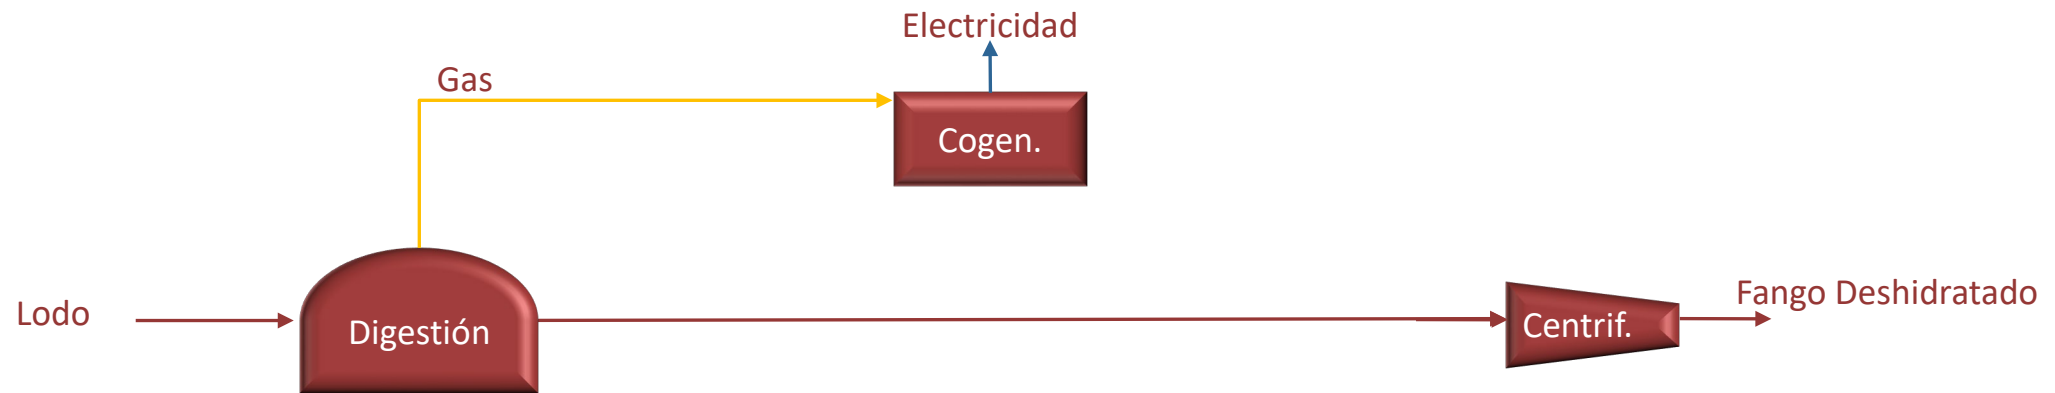 Electricidad
Gas
Cogen.
Lodo
Digestión
Centrif.
Fango Deshidratado